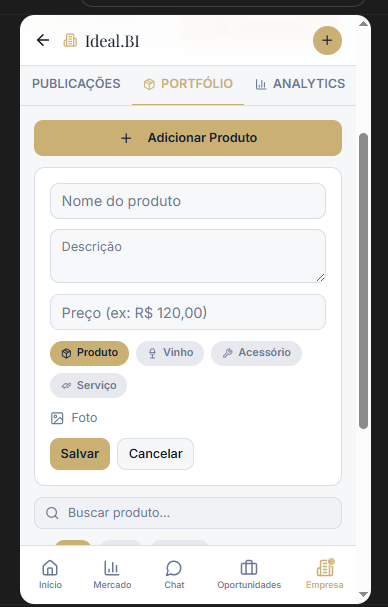 Ideal.BI
PUBLICAÇÕES PORTFÓLIO ANALYTICS
+ Adicionar Produto
Nome do produto
Descrição
Preço (ex: R$ 120,00)
Produto Vinho Acessório
Serviço
Foto
Salvar Cancelar
Buscar produto...
Início Mercado Chat Oportunidades Empresa